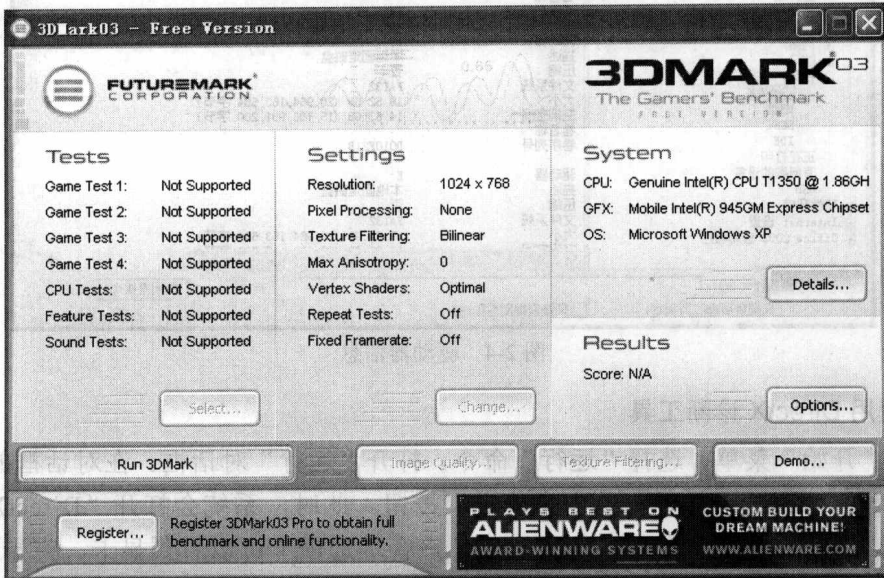 3DMark03 - Free Version
FUTUREMARK
CORPORATION
3DMARK03
The Gamers' Benchmark
FREE VERSION
Tests
Game Test 1: Not Supported
Game Test 2: Not Supported
Game Test 3: Not Supported
Game Test 4: Not Supported
CPU Tests: Not Supported
Feature Tests: Not Supported
Sound Tests: Not Supported
Select...
Settings
Resolution: 1024 x 768
Pixel Processing: None
Texture Filtering: Bilinear
Max Anisotropy: 0
Vertex Shaders: Optimal
Repeat Tests: Off
Fixed Framerate: Off
Change...
System
CPU: Genuine Intel(R) CPU T1350 @ 1.86GH
GFX: Mobile Intel(R) 945GM Express Chipset
OS: Microsoft Windows XP
Details...
Results
Score: N/A
Options...
Run 3DMark
Image Quality...
Texture Filtering...
Demo...
Register...
Register 3DMark03 Pro to obtain full
benchmark and online functionality.
PLAYS BEST ON
ALIENWARE
AWARD-WINNING SYSTEMS
CUSTOM BUILD YOUR
DREAM MACHINE!
WWW.ALIENWARE.COM